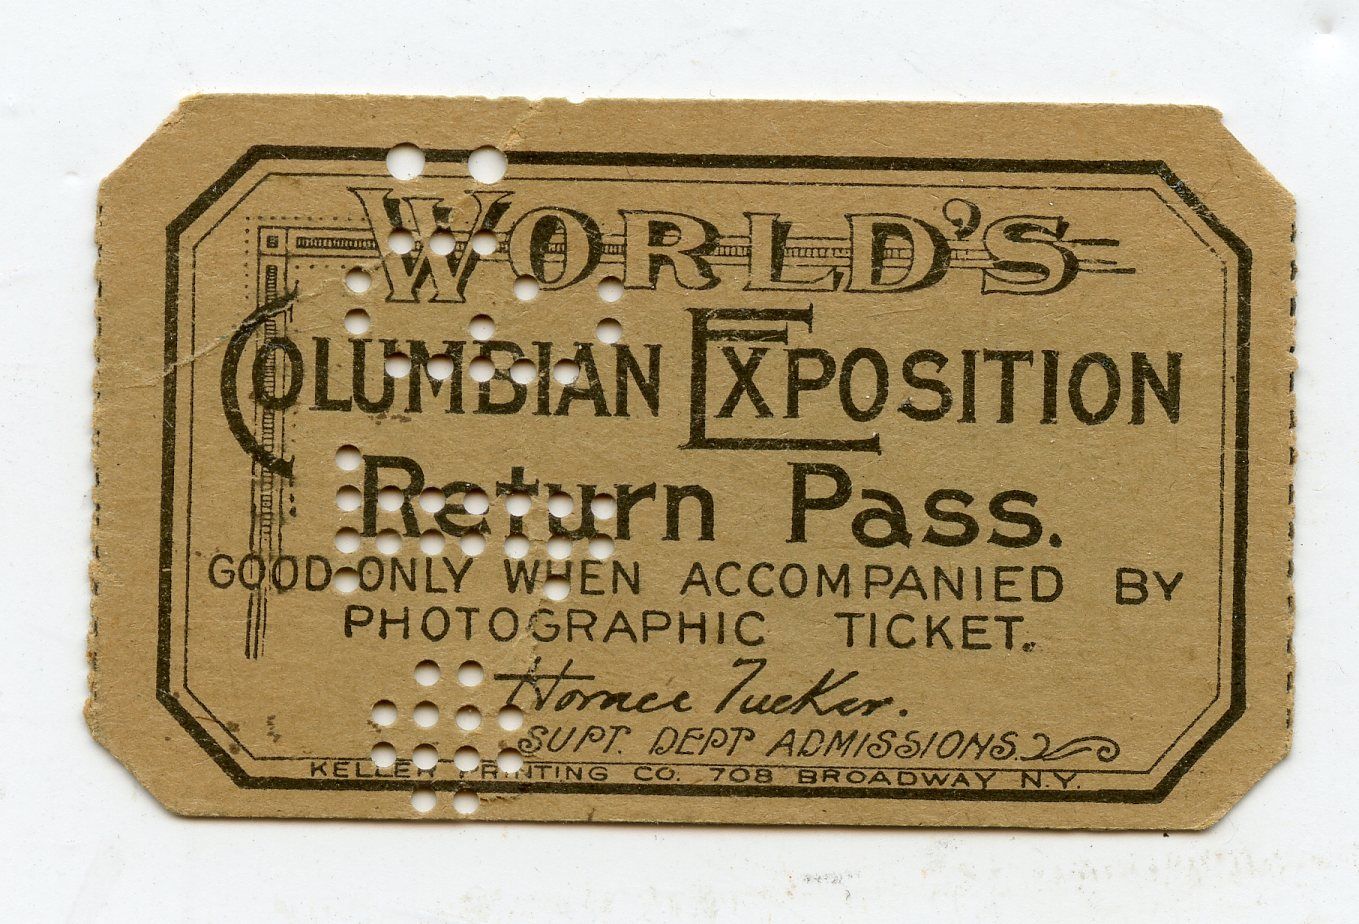 WORLD'S
COLUMBIAN EXPOSITION
Return Pass.
GOOD ONLY WHEN ACCOMPANIED BY
PHOTOGRAPHIC TICKET.
Horace Tucker.
SUPT. DEPT ADMISSIONS.
KELLER PRINTING CO. 708 BROADWAY N.Y.